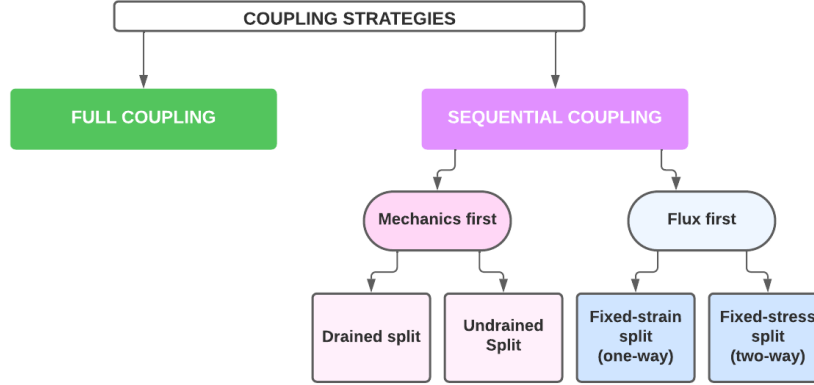 COUPLING STRATEGIES
FULL COUPLING
SEQUENTIAL COUPLING
Mechanics first
Flux first
Drained split
Undrained
Split
Fixed-strain
split
(one-way)
Fixed-stress
split
(two-way)